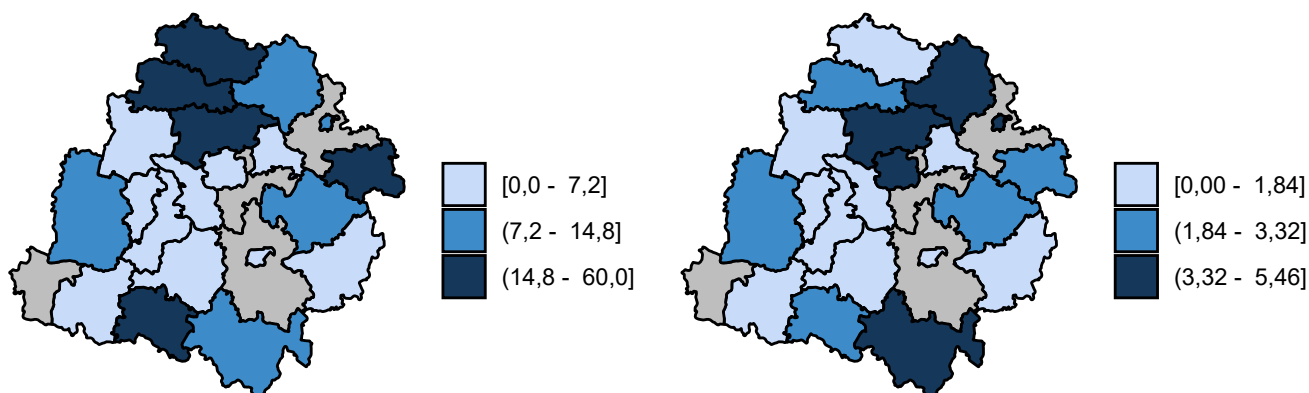 [0,0 - 7,2]
(7,2 - 14,8]
(14,8 - 60,0]
[0,00 - 1,84]
(1,84 - 3,32]
(3,32 - 5,46]